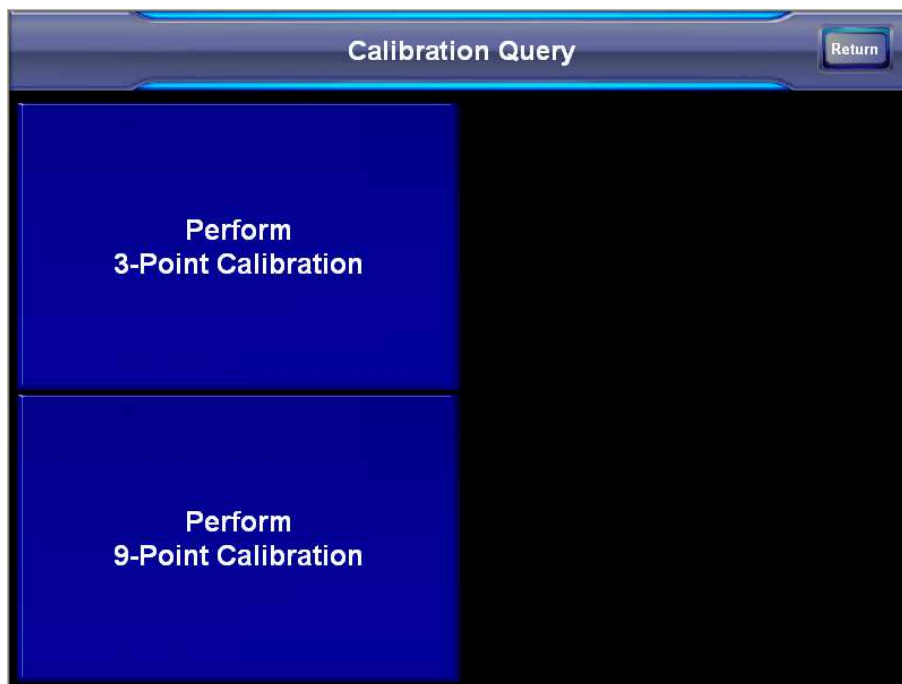 Calibration Query
Return
Perform
3-Point Calibration
Perform
9-Point Calibration